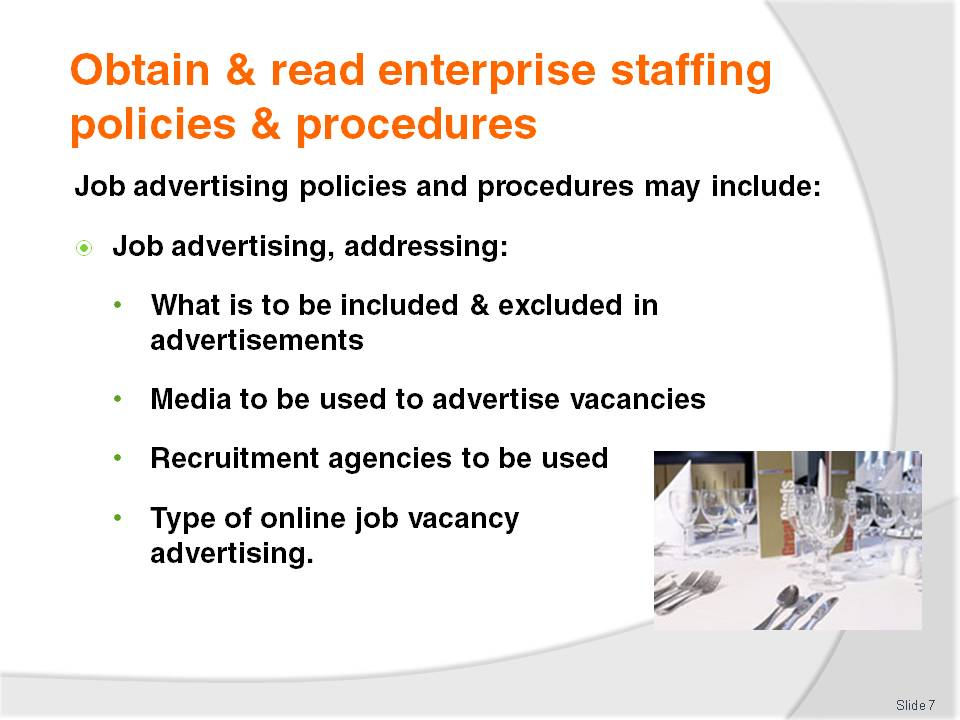 Obtain & read enterprise staffing
policies & procedures
Job advertising policies and procedures may include:
Job advertising, addressing:
• What is to be included & excluded in
advertisements
• Media to be used to advertise vacancies
• Recruitment agencies to be used
• Type of online job vacancy
advertising.
Great Chefs
Slide 7